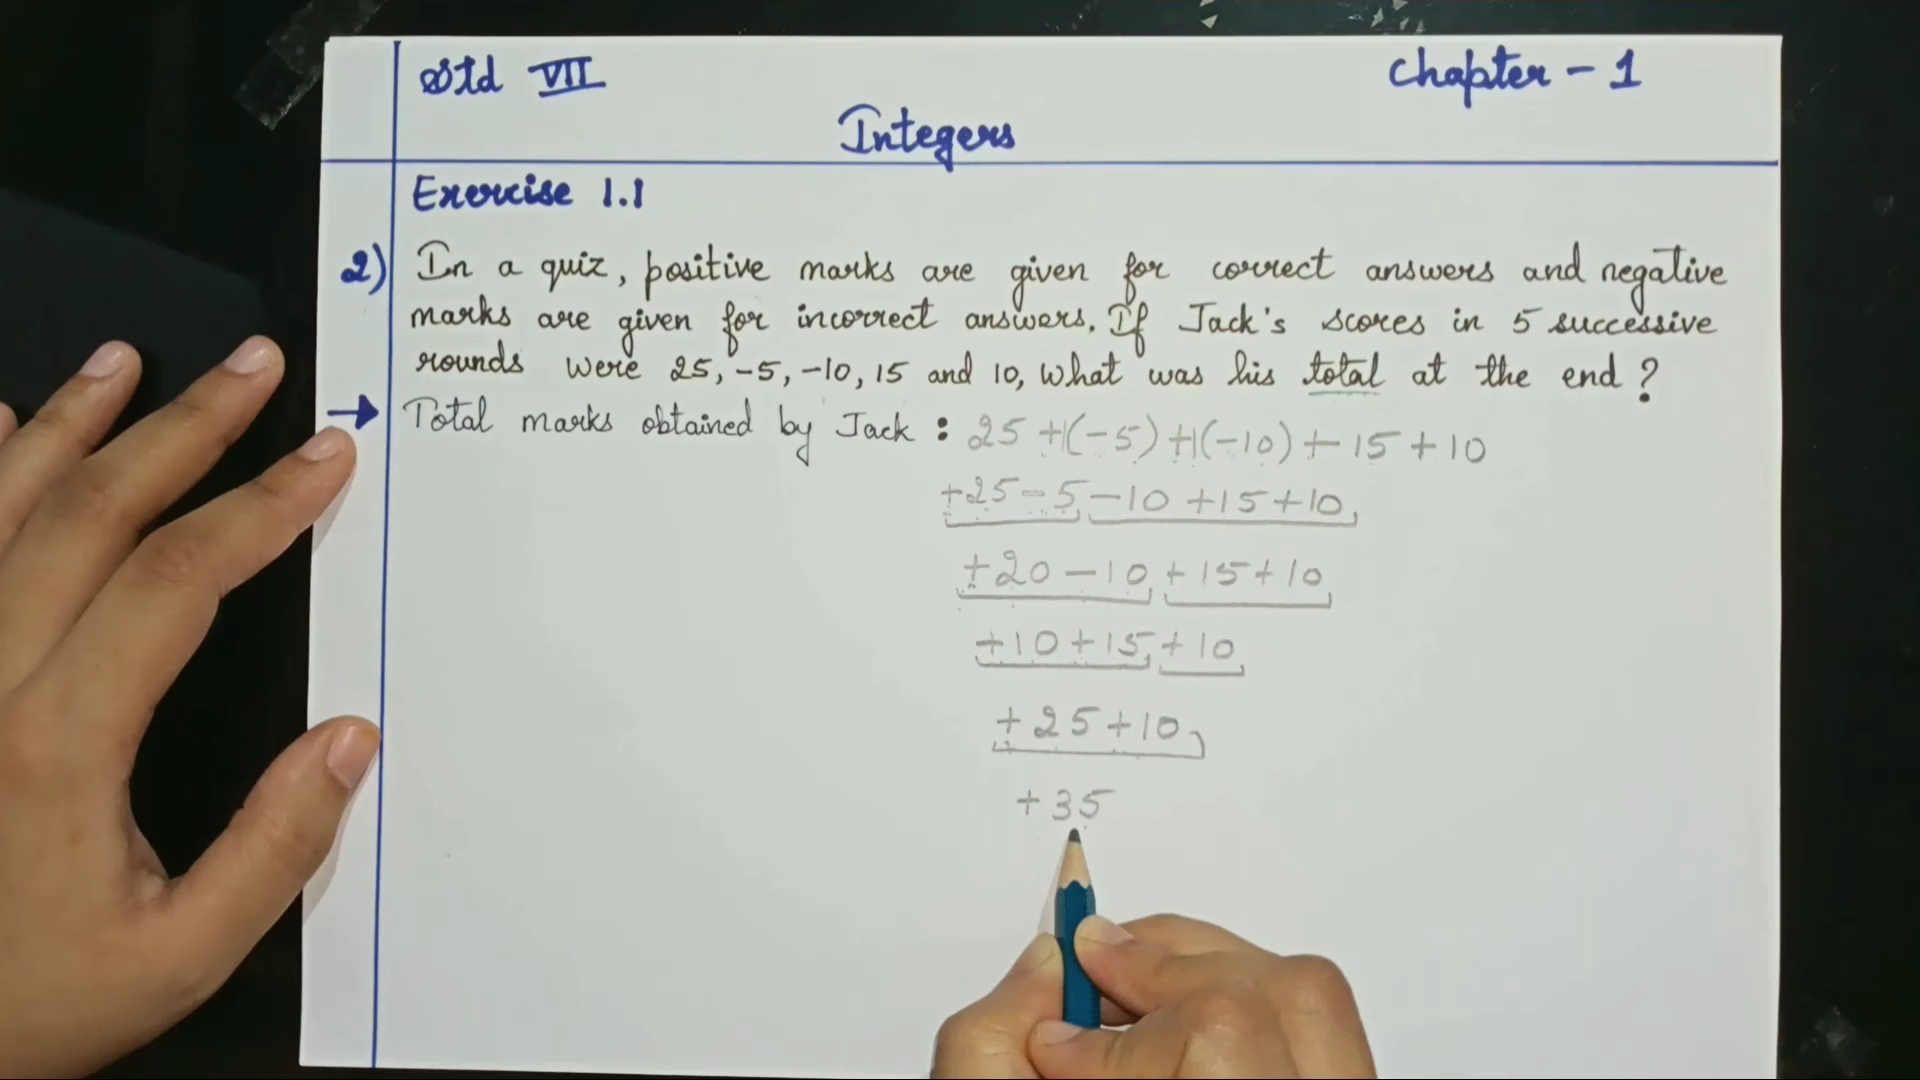 Std VII
Chapter - 1
Integers
Exercise 1.1
2) In a quiz, positive marks are given for correct answers and negative
marks are given for incorrect answers. If Jack's scores in 5 successive
rounds were 25, -5, -10, 15 and 10, what was his total at the end ?
→ Total marks obtained by Jack : 25 + (-5) + (-10) + 15 + 10
+25 - 5 - 10 + 15 + 10
+20 - 10 + 15 + 10
+10 + 15 + 10
+25 + 10
+35